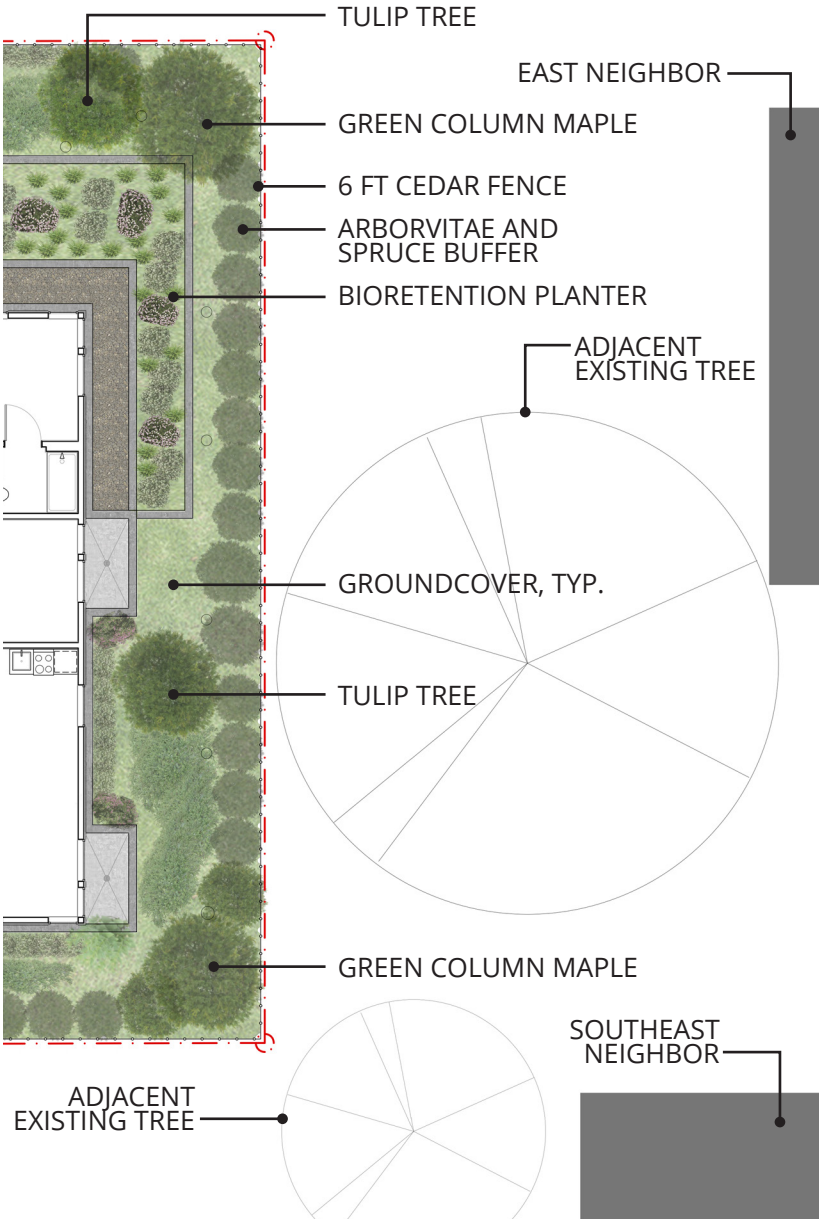 TULIP TREE
EAST NEIGHBOR
GREEN COLUMN MAPLE
6 FT CEDAR FENCE
ARBORVITAE AND
SPRUCE BUFFER
BIORETENTION PLANTER
ADJACENT
EXISTING TREE
GROUNDCOVER, TYP.
TULIP TREE
GREEN COLUMN MAPLE
SOUTHEAST
NEIGHBOR
ADJACENT
EXISTING TREE